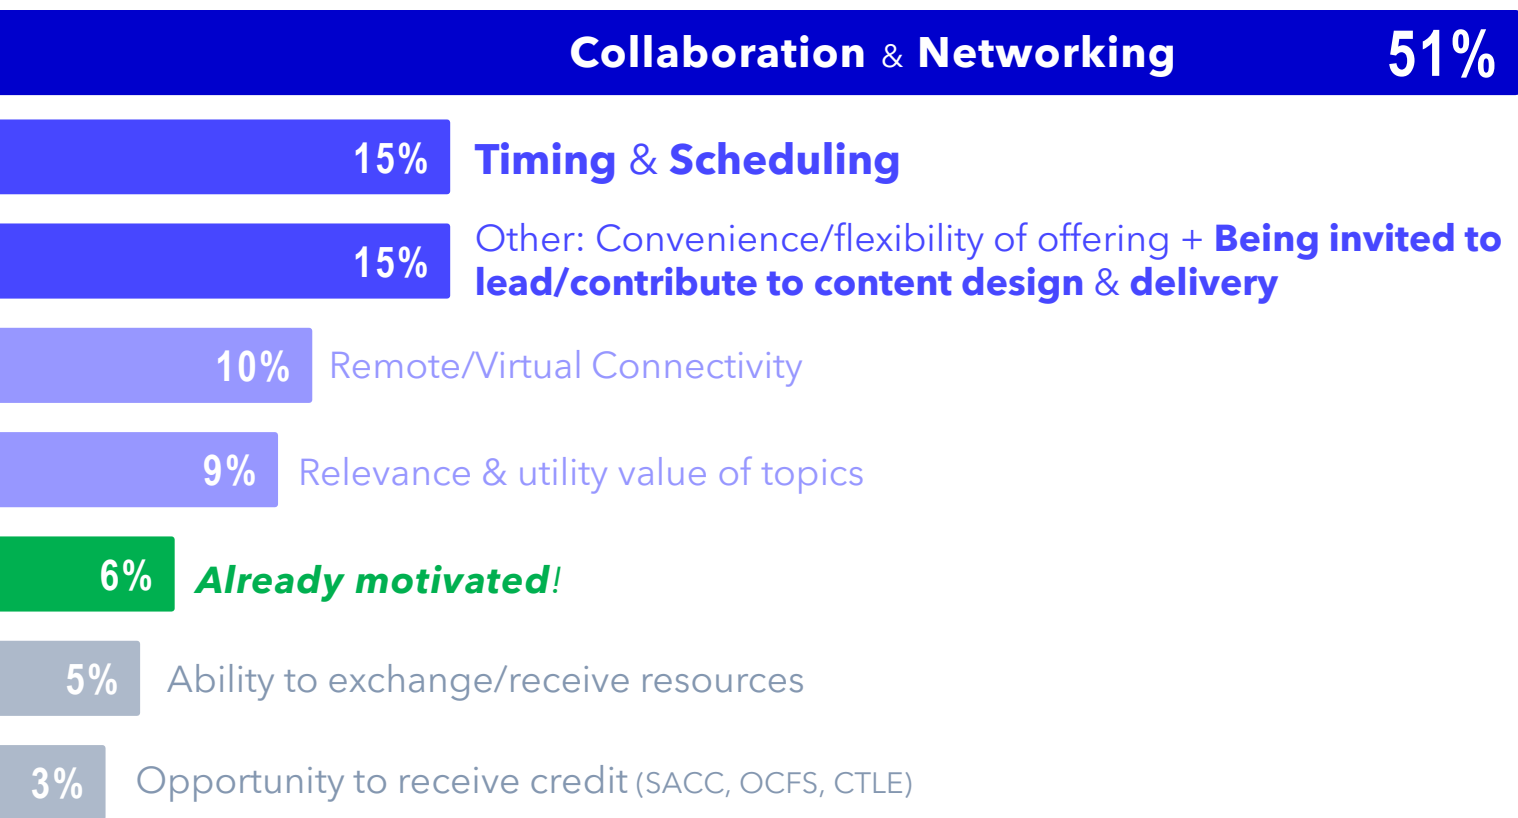 Collaboration & Networking 51%
15% Timing & Scheduling
15% Other: Convenience/flexibility of offering + Being invited to
lead/contribute to content design & delivery
10% Remote/Virtual Connectivity
9% Relevance & utility value of topics
6% Already motivated!
5% Ability to exchange/receive resources
3% Opportunity to receive credit (SACC, OCFS, CTLE)